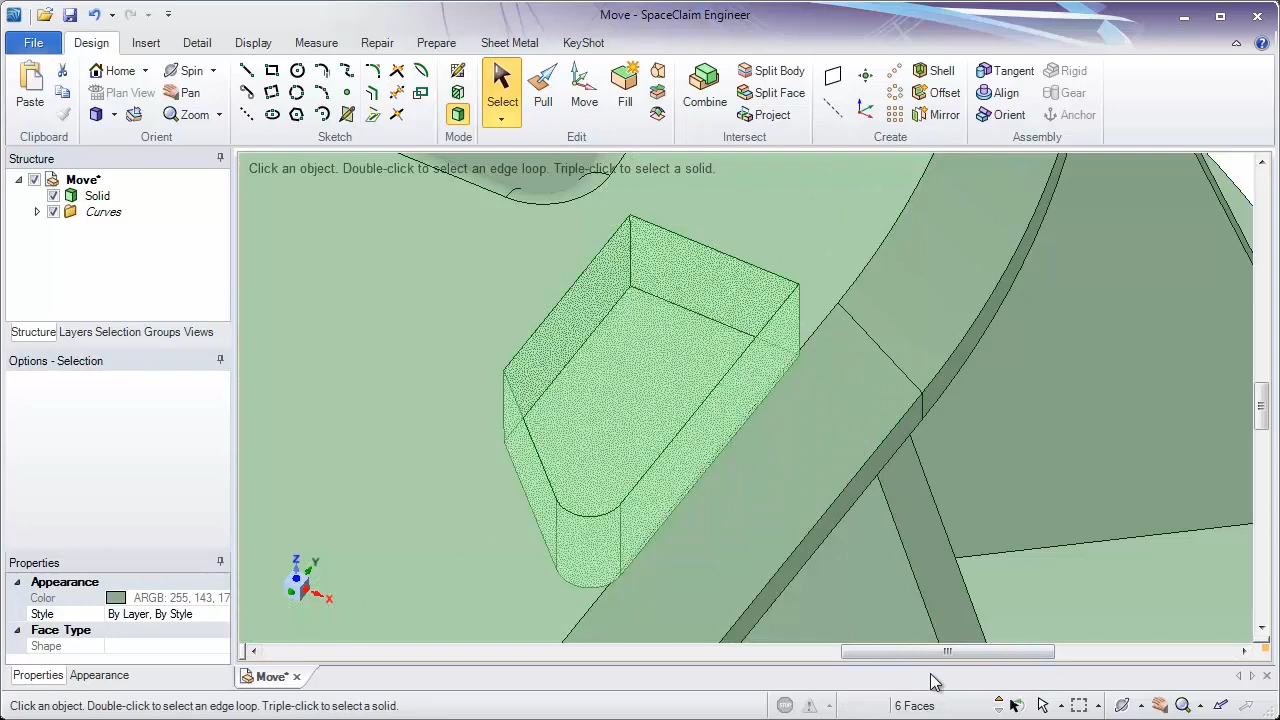 Move - SpaceClaim Engineer
File Design Insert Detail Display Measure Repair Prepare Sheet Metal KeyShot
Home Spin Split Body Shell Tangent Rigid
Plan View Pan Split Face Offset Align Gear
Paste Zoom Select Pull Move Fill Combine Project Mirror Orient Anchor
Clipboard Orient Sketch Mode Edit Intersect Create Assembly
Structure
Move*
Solid
Curves
Structure Layers Selection Groups Views
Options - Selection
Properties
Appearance
Color ARGB: 255, 143, 17
Style By Layer, By Style
Face Type
Shape
Properties Appearance
Click an object. Double-click to select an edge loop. Triple-click to select a solid.
Z
Y
X
Move*
Click an object. Double-click to select an edge loop. Triple-click to select a solid. 6 Faces